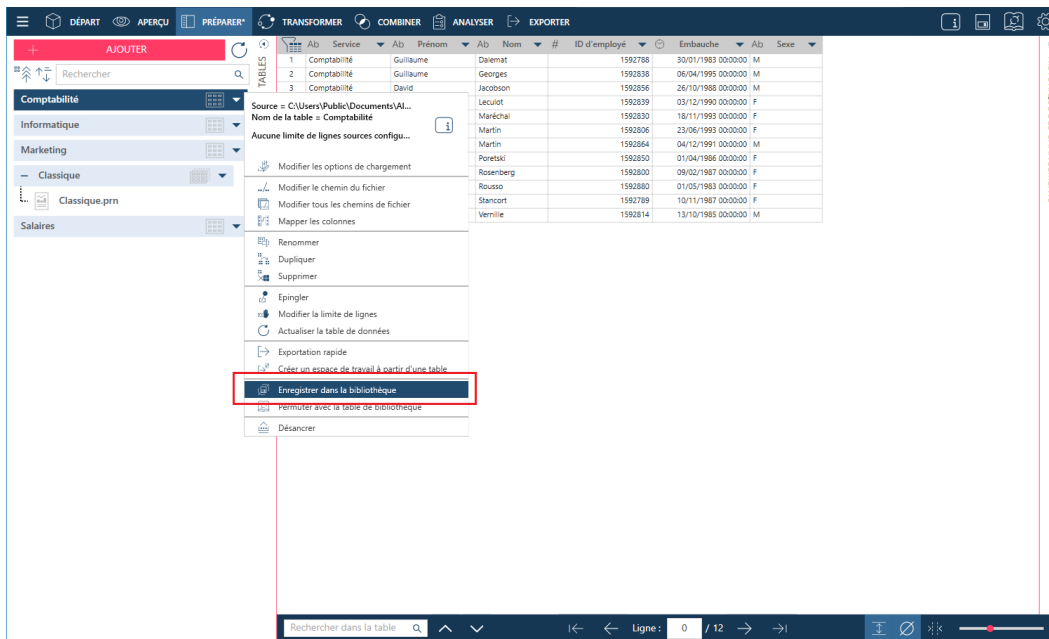 DÉPART APERÇU PRÉPARER* TRANSFORMER COMBINER ANALYSER EXPORTER
AJOUTER
Rechercher
Comptabilité
Informatique
Marketing
– Classique
Classique.prn
Salaires
TABLES
Ab Service Ab Prénom Ab Nom # ID d'employé Embauche Ab Sexe
1 Comptabilité Guillaume Dalemat 1592788 30/01/1983 00:00:00 M
2 Comptabilité Guillaume Georges 1592838 06/04/1995 00:00:00 M
3 Comptabilité David Jacobson 1592856 26/10/1988 00:00:00 M
Leculot 1592839 03/12/1990 00:00:00 F
Maréchal 1592830 18/11/1993 00:00:00 F
Martin 1592806 23/06/1993 00:00:00 F
Martin 1592864 04/12/1991 00:00:00 M
Poretski 1592850 01/04/1986 00:00:00 F
Rosenberg 1592800 09/02/1987 00:00:00 F
Rousso 1592880 01/05/1983 00:00:00 F
Stancort 1592789 10/11/1987 00:00:00 F
Vernille 1592814 13/10/1985 00:00:00 M
Source = C:\Users\Public\Documents\Al...
Nom de la table = Comptabilité
Aucune limite de lignes sources configu...
Modifier les options de chargement
Modifier le chemin du fichier
Modifier tous les chemins de fichier
Mapper les colonnes
Renommer
Dupliquer
Supprimer
Epingler
Modifier la limite de lignes
Actualiser la table de données
Exportation rapide
Créer un espace de travail à partir d'une table
Enregistrer dans la bibliothèque
Permuter avec la table de bibliothèque
Désancrer
Rechercher dans la table
Ligne : 0 / 12